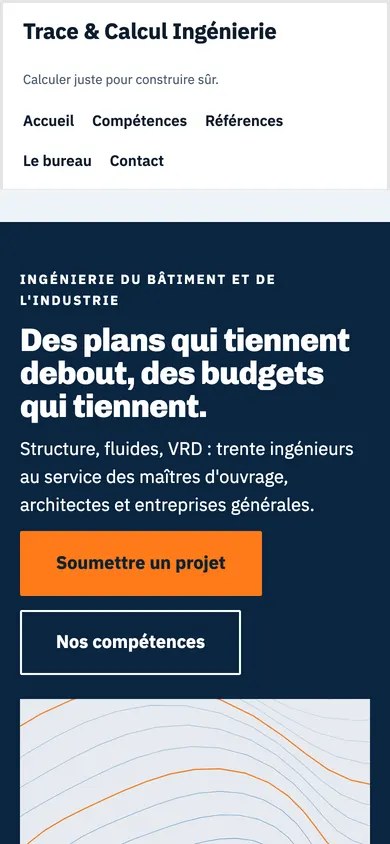 Trace & Calcul Ingénierie
Calculer juste pour construire sûr.
Accueil Compétences Références
Le bureau Contact
INGÉNIERIE DU BÂTIMENT ET DE
L'INDUSTRIE
Des plans qui tiennent
debout, des budgets
qui tiennent.
Structure, fluides, VRD : trente ingénieurs
au service des maîtres d'ouvrage,
architectes et entreprises générales.
Soumettre un projet
Nos compétences